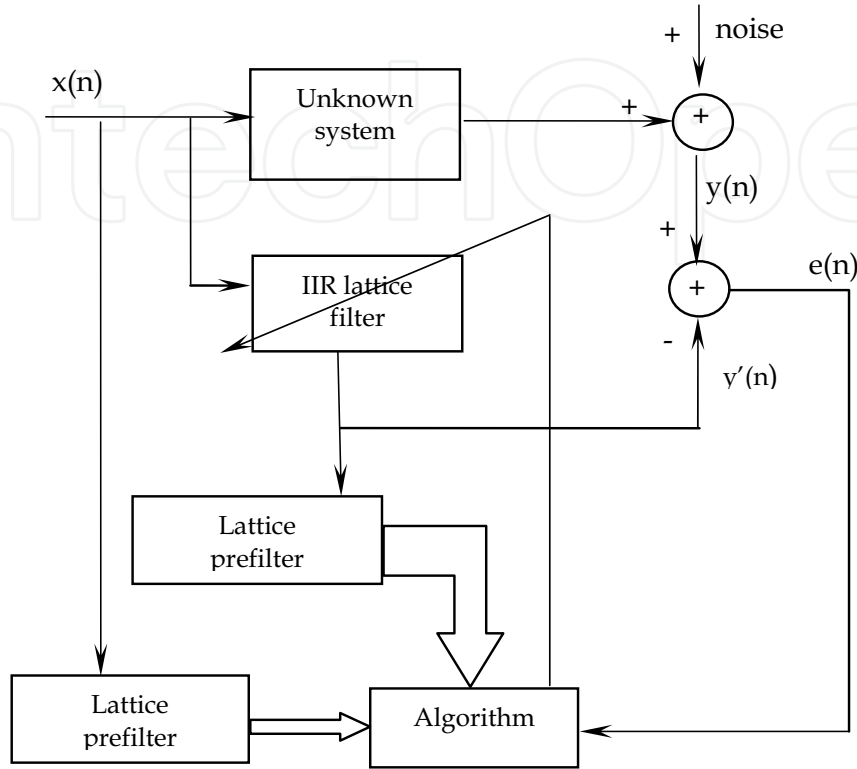 + noise
x(n)
Unknown
system
+
+
y(n)
+
e(n)
IIR lattice
filter
+
-
y'(n)
Lattice
prefilter
Lattice
prefilter
Algorithm